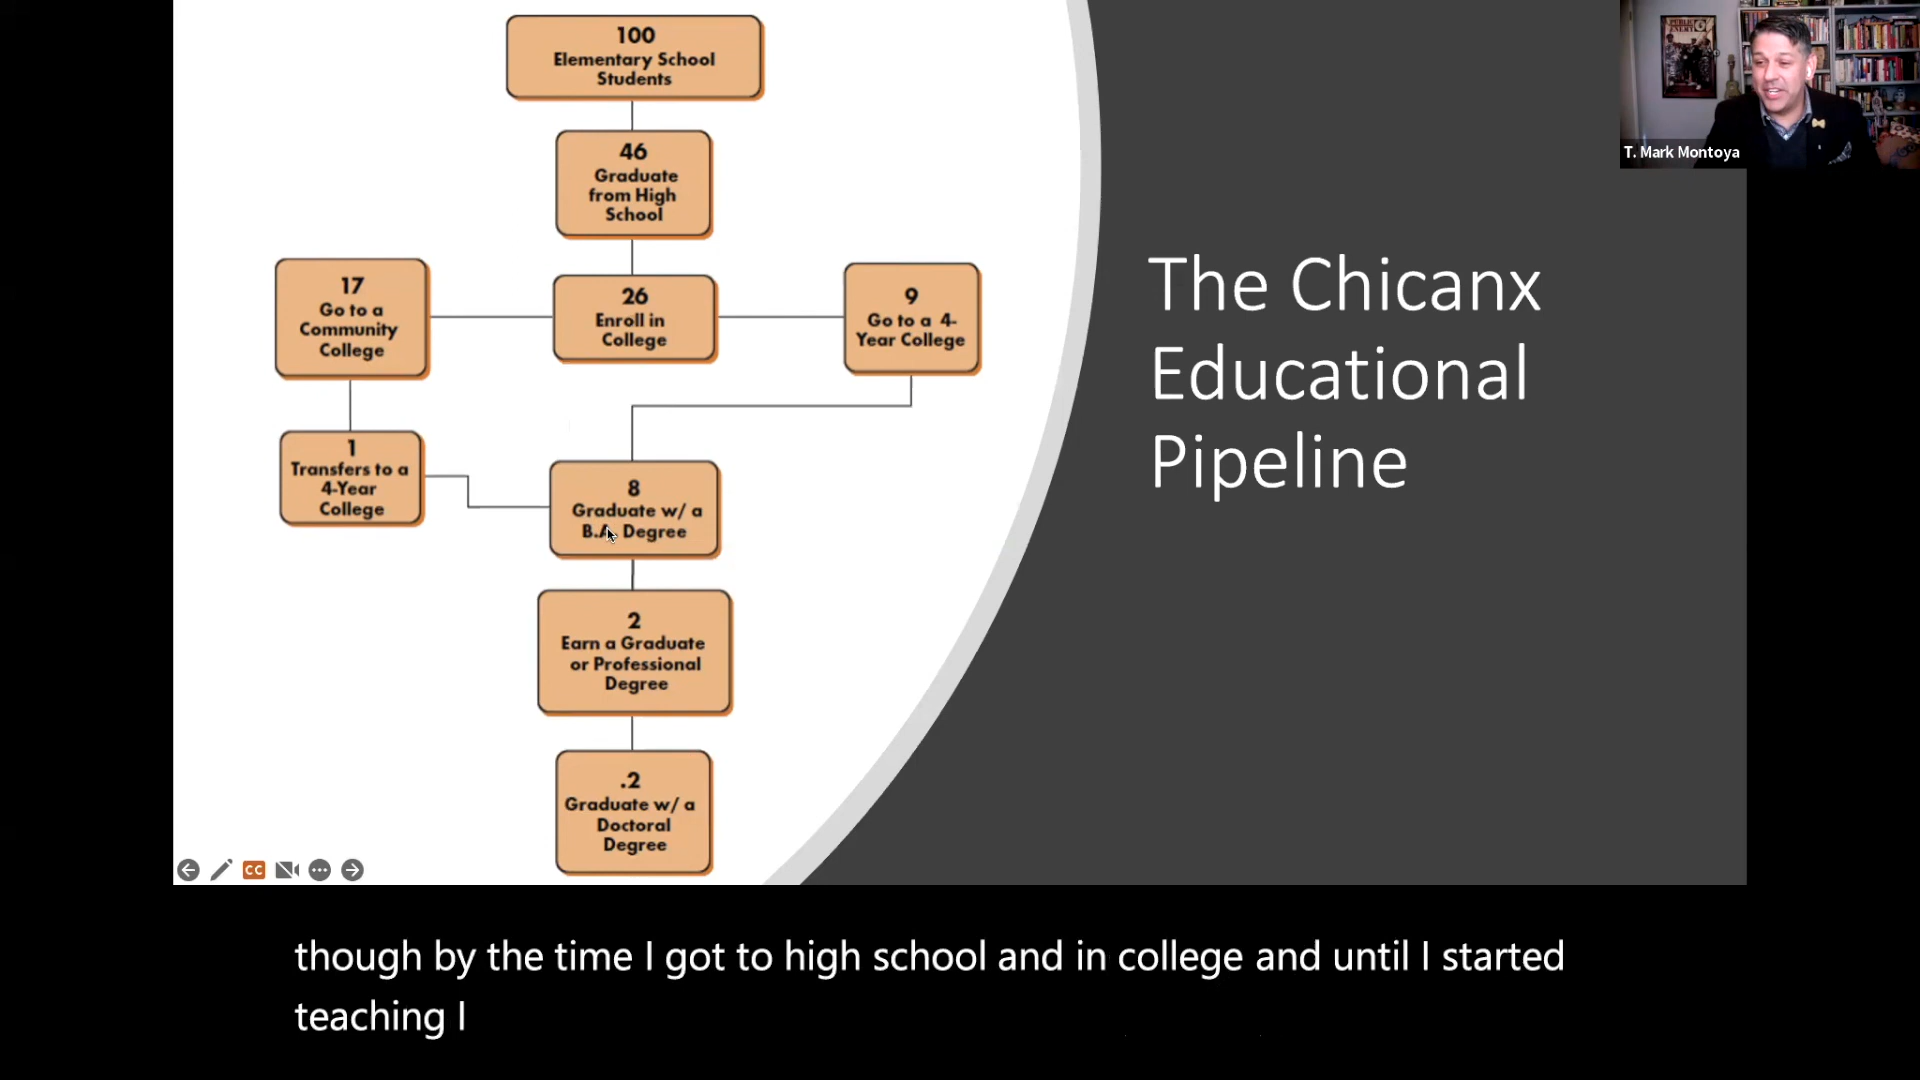 100
Elementary School
Students
46
Graduate
from High
School
17
Go to a
Community
College
26
Enroll in
College
9
Go to a 4-
Year College
1
Transfers to a
4-Year
College
8
Graduate w/ a
B.A. Degree
2
Earn a Graduate
or Professional
Degree
.2
Graduate w/ a
Doctoral
Degree
The Chicanx
Educational
Pipeline
PUBLIC
ENEMY
T. Mark Montoya
CC
though by the time I got to high school and in college and until I started
teaching I